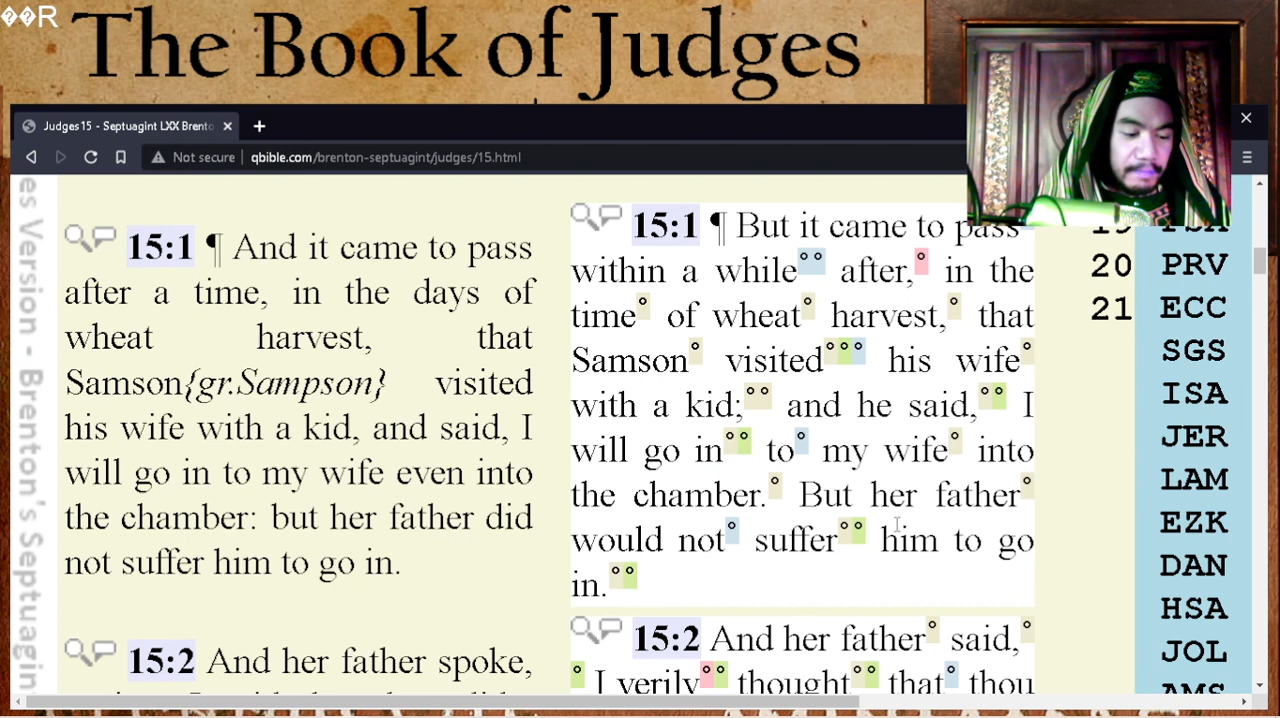 ��R
The Book of Judges
Judges 15 - Septuagint LXX Brento
Not secure
qbible.com/brenton-septuagint/judges/15.html
es Version - Brenton's Septuagin
15:1 ¶ And it came to pass
after a time, in the days of
wheat harvest, that
Samson{gr.Sampson} visited
his wife with a kid, and said, I
will go in to my wife even into
the chamber: but her father did
not suffer him to go in.
15:2 And her father spoke,
15:1 ¶ But it came to pass
within a while°° after,° in the
time° of wheat° harvest,° that
Samson° visited°°° his wife°
with a kid;°° and he said,°° I
will go in°° to° my wife° into
the chamber.° But her father°
would not° suffer°° him to go
in.°°
15:2 And her father° said,°
° I verily°° thought°° that° thou
20
21
PRV
ECC
SGS
ISA
JER
LAM
EZK
DAN
HSA
JOL
AMS